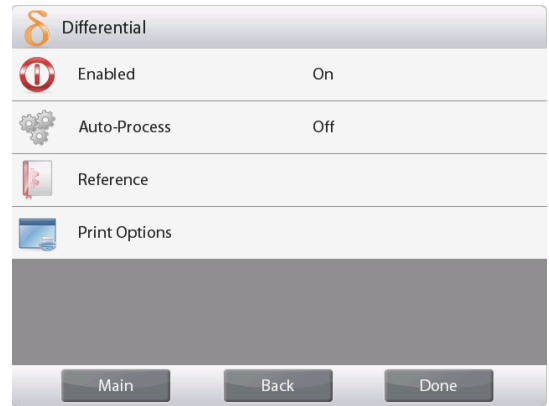 δ Differential
Enabled On
Auto-Process Off
Reference
Print Options
Main Back Done